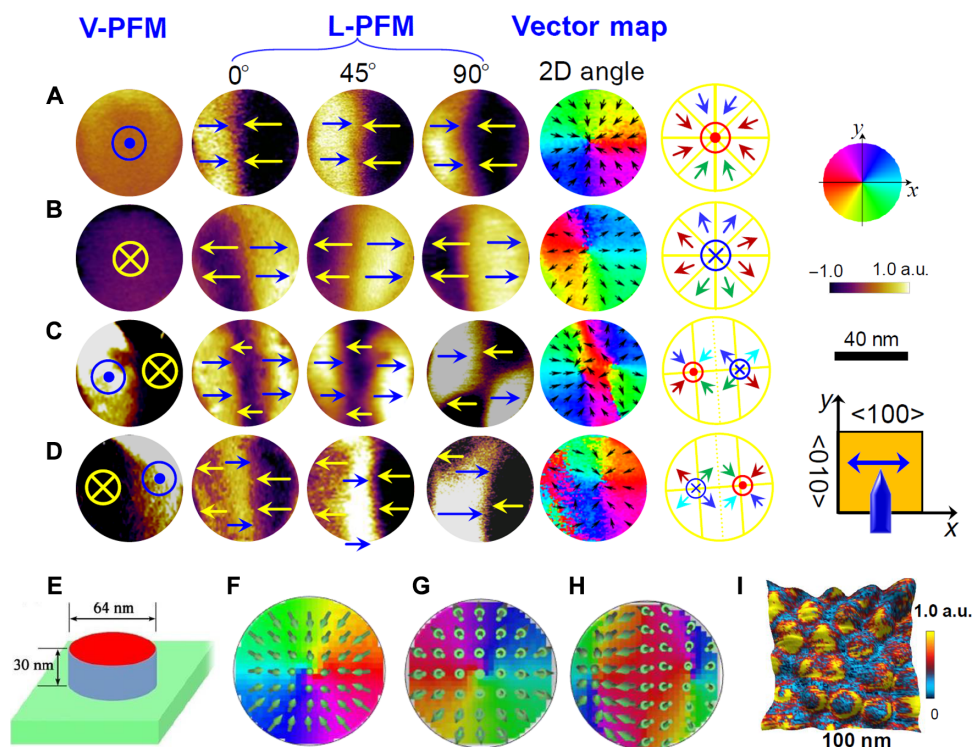 V-PFM
L-PFM
Vector map
0° 45° 90° 2D angle
A
B
C
D
y
x
−1.0 1.0 a.u.
40 nm
y
<100>
<010>
x
E
64 nm
30 nm
F
G
H
I
1.0 a.u.
0
100 nm